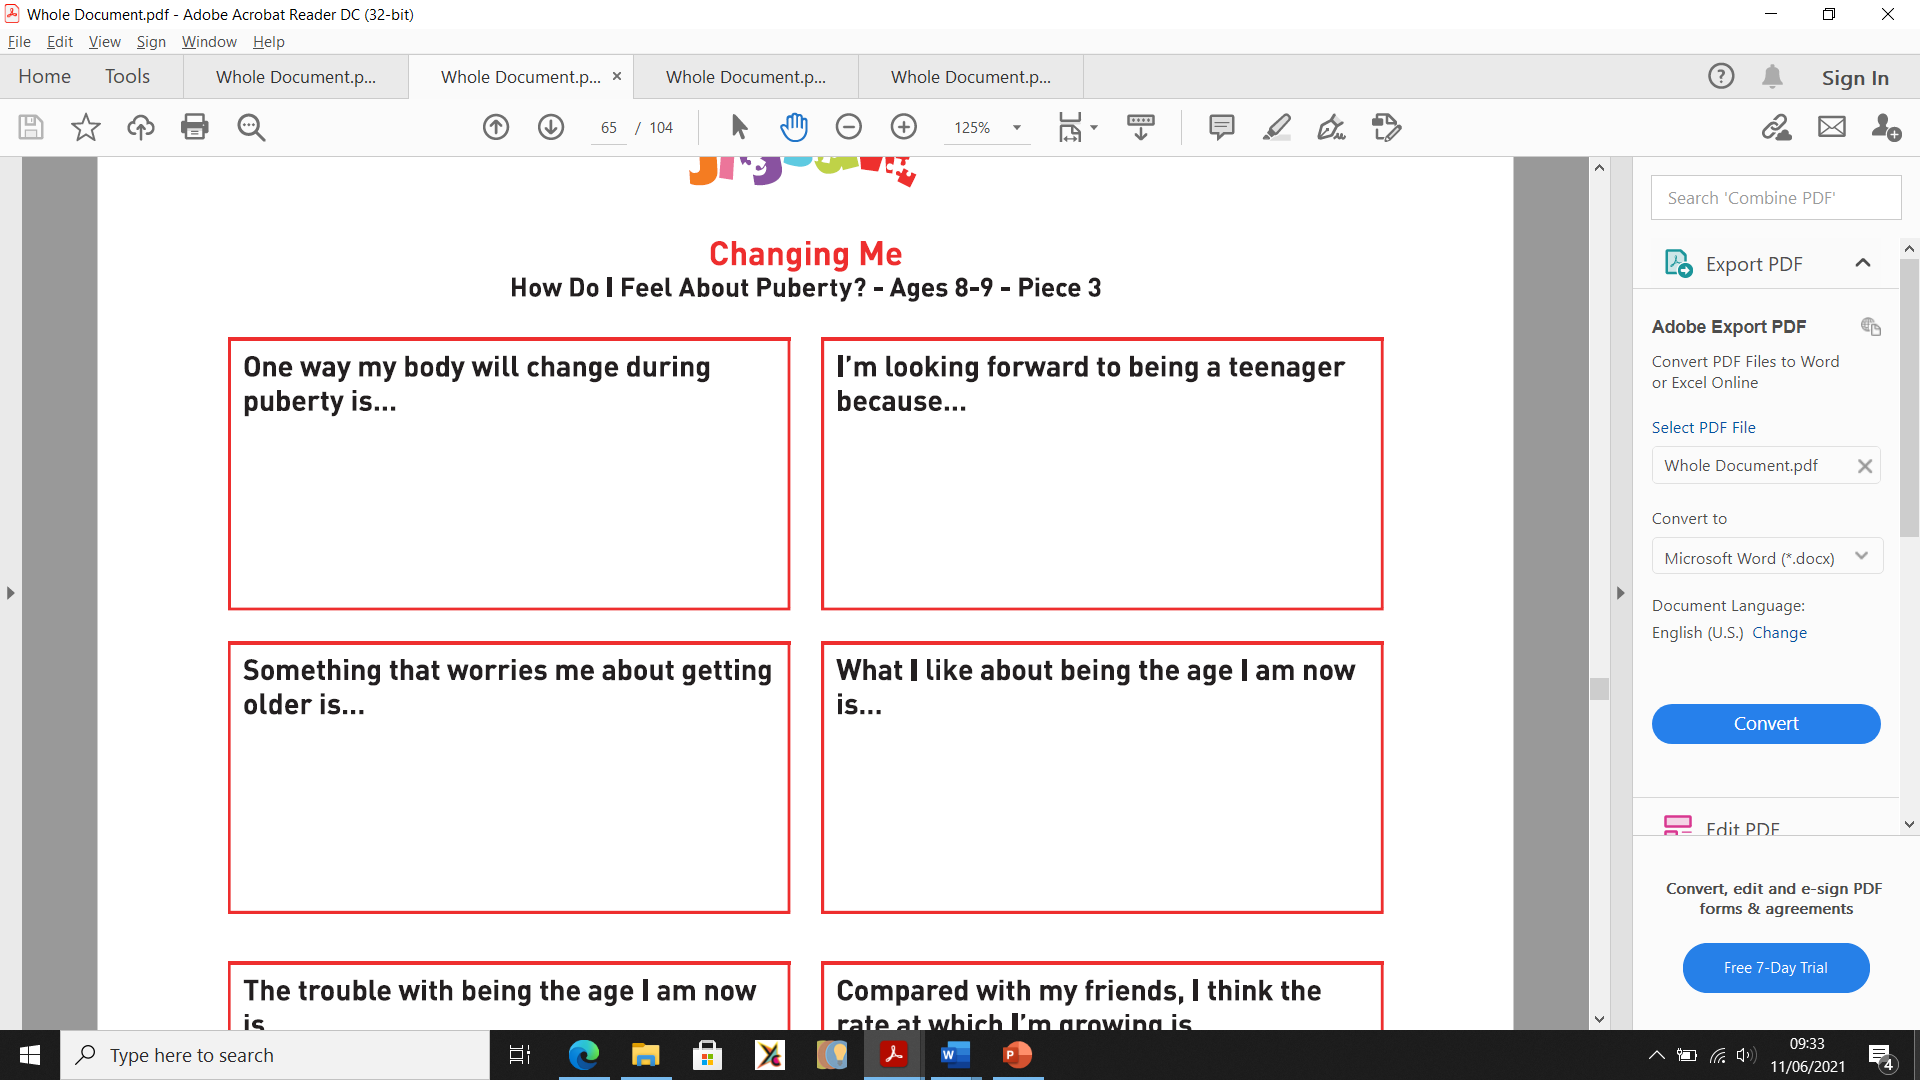 Whole Document.pdf - Adobe Acrobat Reader DC (32-bit)
File Edit View Sign Window Help
Home Tools Whole Document.p... Whole Document.p... × Whole Document.p... Whole Document.p... Sign In
65 / 104 125%
Changing Me
How Do I Feel About Puberty? - Ages 8-9 - Piece 3
One way my body will change during
puberty is...
I'm looking forward to being a teenager
because...
Something that worries me about getting
older is...
What I like about being the age I am now
is...
The trouble with being the age I am now
is
Compared with my friends, I think the
rate at which I'm growing is
Search 'Combine PDF'
Export PDF
Adobe Export PDF
Convert PDF Files to Word
or Excel Online
Select PDF File
Whole Document.pdf
Convert to
Microsoft Word (*.docx)
Document Language:
English (U.S.) Change
Convert
Edit PDF
Convert, edit and e-sign PDF
forms & agreements
Free 7-Day Trial
Type here to search
09:33
11/06/2021
4